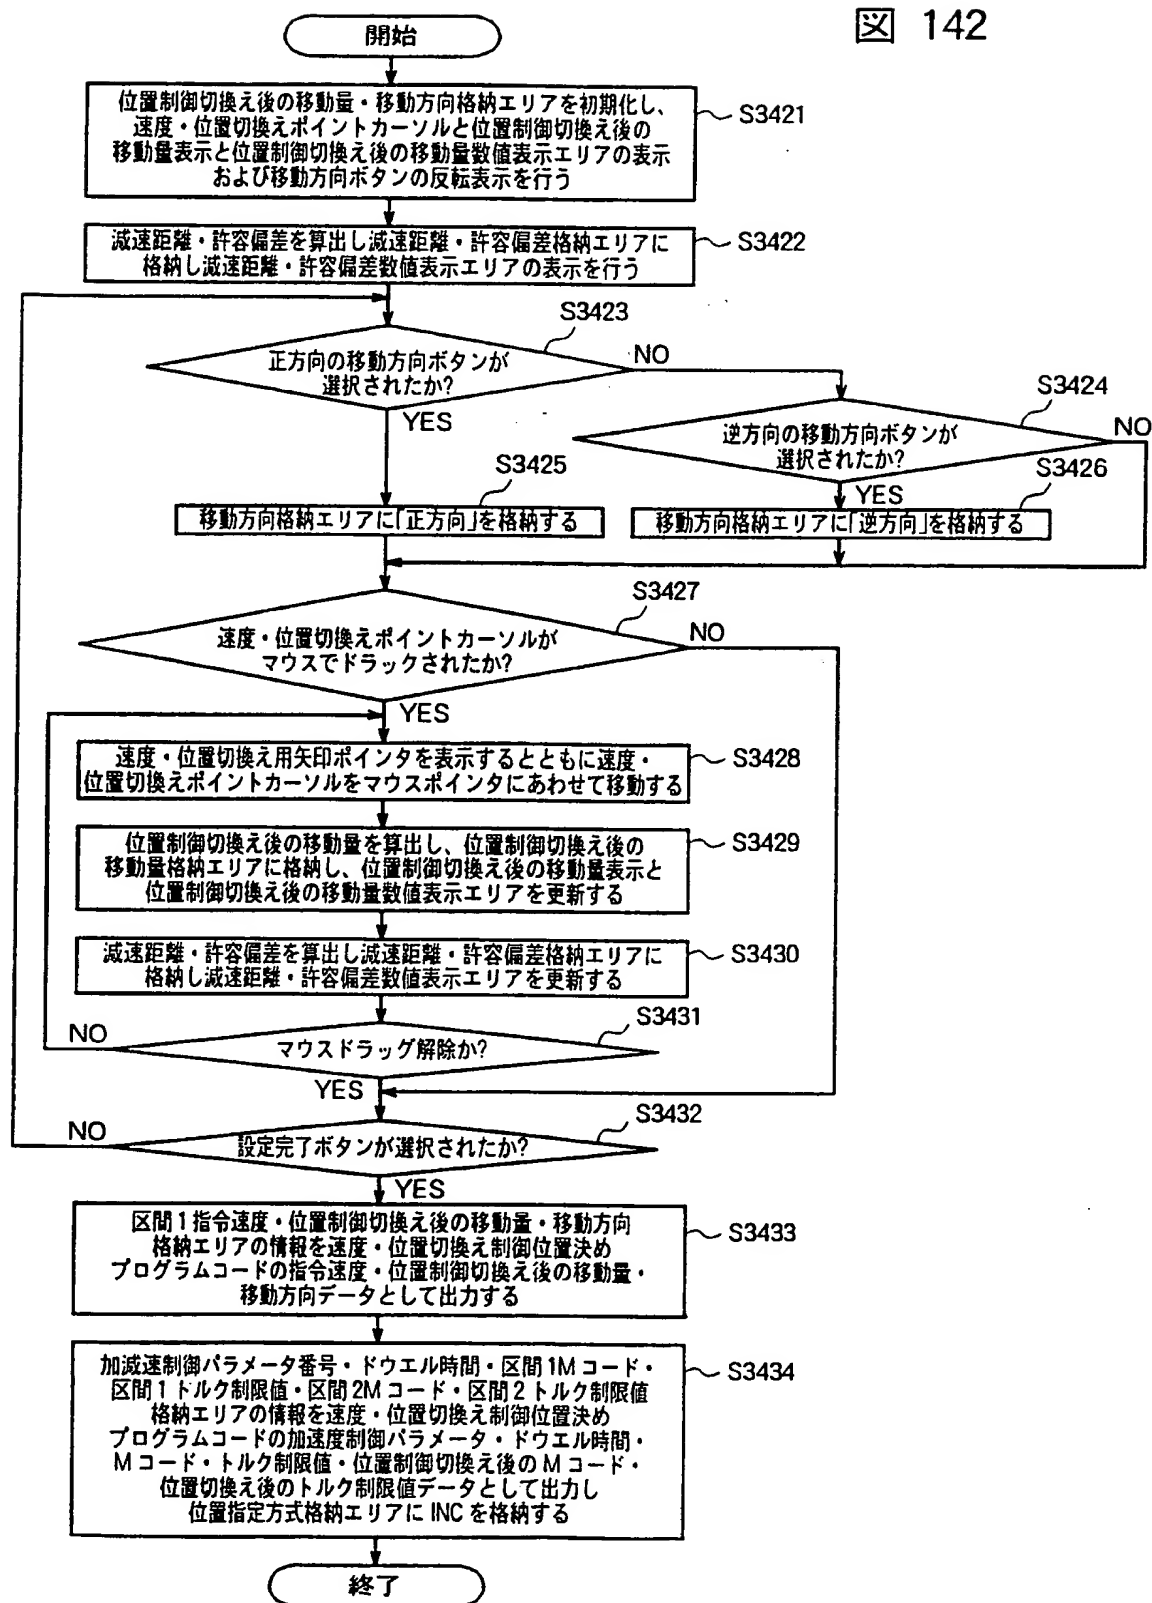 図 142
開始
位置制御切換え後の移動量・移動方向格納エリアを初期化し、
速度・位置切換えポイントカーソルと位置制御切換え後の
移動量表示と位置制御切換え後の移動量数値表示エリアの表示
および移動方向ボタンの反転表示を行う
S3421
減速距離・許容偏差を算出し減速距離・許容偏差格納エリアに
格納し減速距離・許容偏差数値表示エリアの表示を行う
S3422
S3423
正方向の移動方向ボタンが
選択されたか?
NO
YES
S3424
逆方向の移動方向ボタンが
選択されたか?
NO
YES
S3425
移動方向格納エリアに「正方向」を格納する
S3426
移動方向格納エリアに「逆方向」を格納する
S3427
速度・位置切換えポイントカーソルが
マウスでドラックされたか?
NO
YES
速度・位置切換え用矢印ポインタを表示するとともに速度・
位置切換えポイントカーソルをマウスポインタにあわせて移動する
S3428
位置制御切換え後の移動量を算出し、位置制御切換え後の
移動量格納エリアに格納し、位置制御切換え後の移動量表示と
位置制御切換え後の移動量数値表示エリアを更新する
S3429
減速距離・許容偏差を算出し減速距離・許容偏差格納エリアに
格納し減速距離・許容偏差数値表示エリアを更新する
S3430
S3431
NO
マウスドラッグ解除か?
YES
S3432
NO
設定完了ボタンが選択されたか?
YES
区間1指令速度・位置制御切換え後の移動量・移動方向
格納エリアの情報を速度・位置切換え制御位置決め
プログラムコードの指令速度・位置制御切換え後の移動量・
移動方向データとして出力する
S3433
加減速制御パラメータ番号・ドウエル時間・区間1Mコード・
区間1トルク制限値・区間2Mコード・区間2トルク制限値
格納エリアの情報を速度・位置切換え制御位置決め
プログラムコードの加速度制御パラメータ・ドウエル時間・
Mコード・トルク制限値・位置制御切換え後のMコード・
位置切換え後のトルク制限値データとして出力し
位置指定方式格納エリアにINCを格納する
S3434
終了